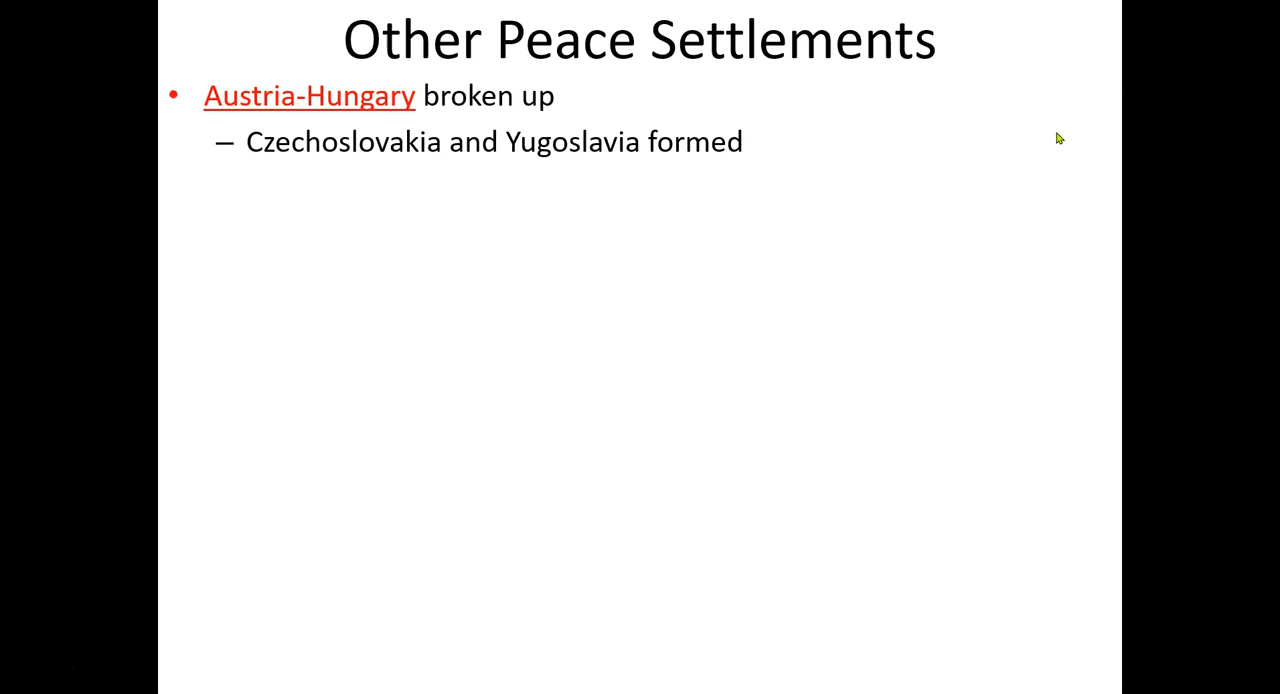 Other Peace Settlements
• Austria-Hungary broken up
– Czechoslovakia and Yugoslavia formed